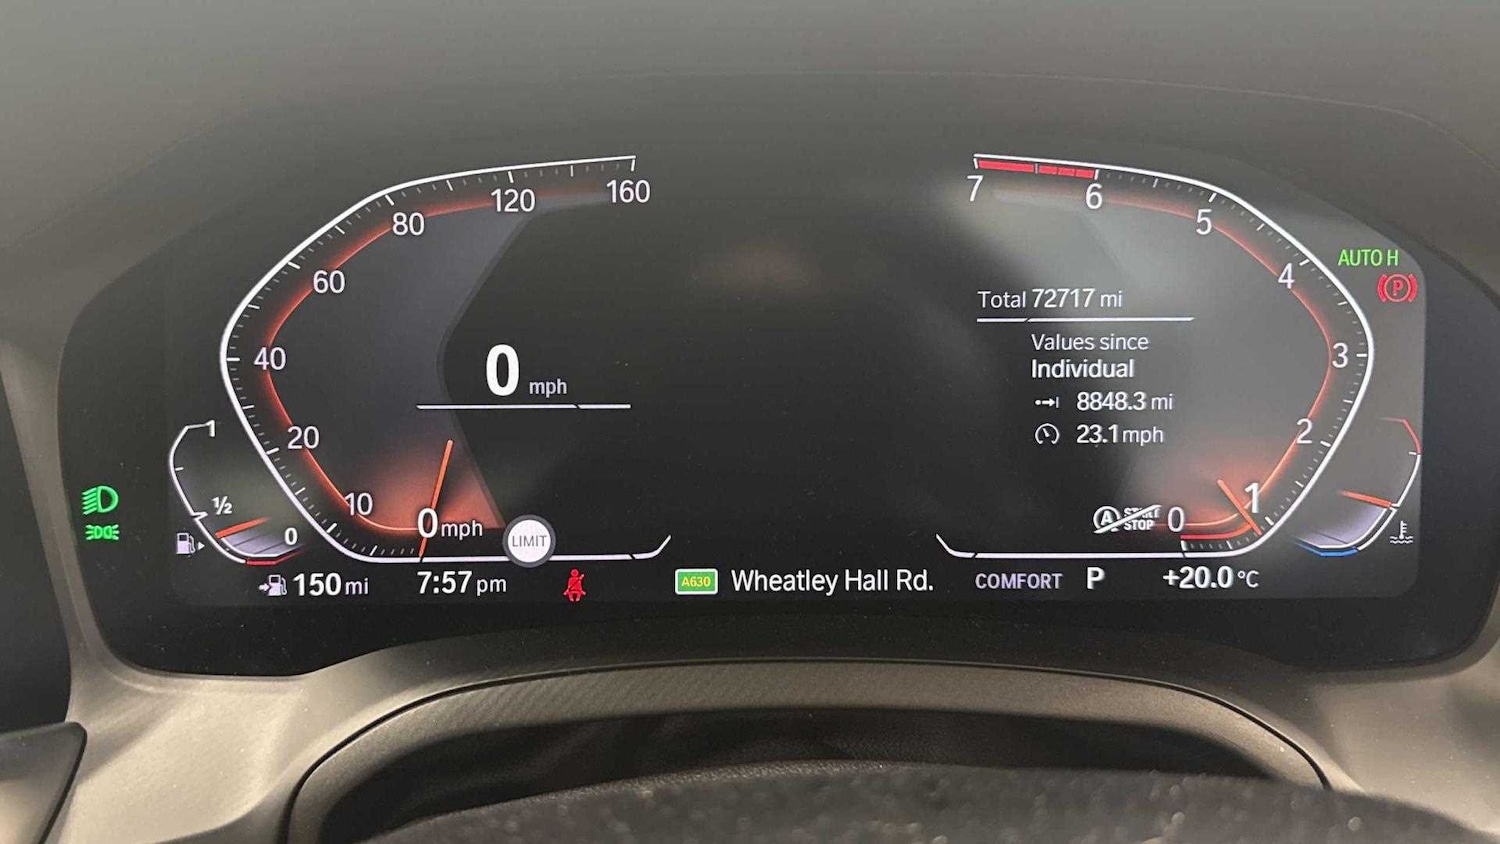 160
120
80
60
40
20
10
0 mph
0 mph
LIMIT
1
½
0
150 mi
7:57 pm
A630 Wheatley Hall Rd.
COMFORT P
+20.0 °C
7
6
5
4
3
2
1
0
Total 72717 mi
Values since
Individual
8848.3 mi
23.1 mph
A START
STOP
AUTO H
P